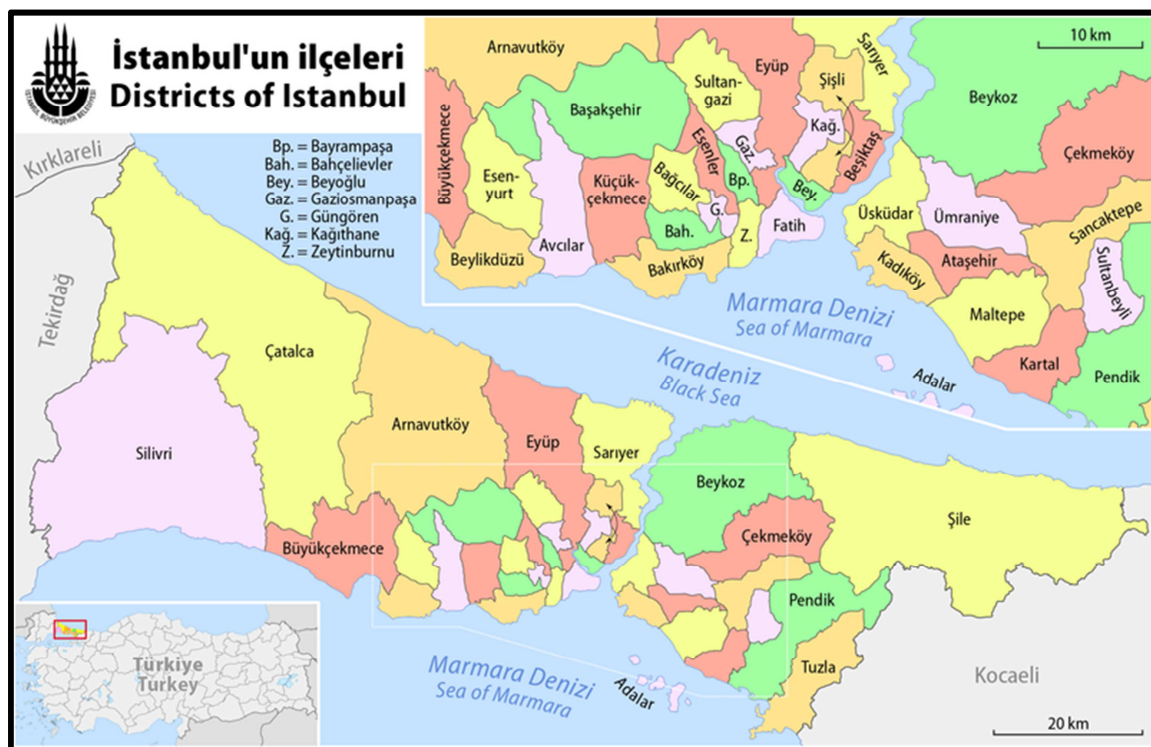 İstanbul'un ilçeleri
Districts of Istanbul
İSTANBUL BÜYÜKŞEHİR BELEDİYESİ
Bp. = Bayrampaşa
Bah. = Bahçelievler
Bey. = Beyoğlu
Gaz. = Gaziosmanpaşa
G. = Güngören
Kağ. = Kağıthane
Z. = Zeytinburnu
10 km
Arnavutköy
Büyükçekmece
Esen-
yurt
Başakşehir
Sultan-
gazi
Eyüp
Şişli
Sarıyer
Beykoz
Çekmeköy
Kağ.
Gaz.
Esenler
Beşiktaş
Küçük-
çekmece
Bağcılar
Bp.
Bey.
G.
Avcılar
Bah.
Z.
Fatih
Beylikdüzü
Bakırköy
Üsküdar
Ümraniye
Sancaktepe
Ataşehir
Kadıköy
Sultanbeyli
Maltepe
Kartal
Pendik
Marmara Denizi
Sea of Marmara
Adalar
Kırklareli
Tekirdağ
Karadeniz
Black Sea
Çatalca
Silivri
Arnavutköy
Eyüp
Sarıyer
Beykoz
Şile
Çekmeköy
Büyükçekmece
Pendik
Tuzla
Kocaeli
Marmara Denizi
Sea of Marmara
Adalar
Türkiye
Turkey
20 km